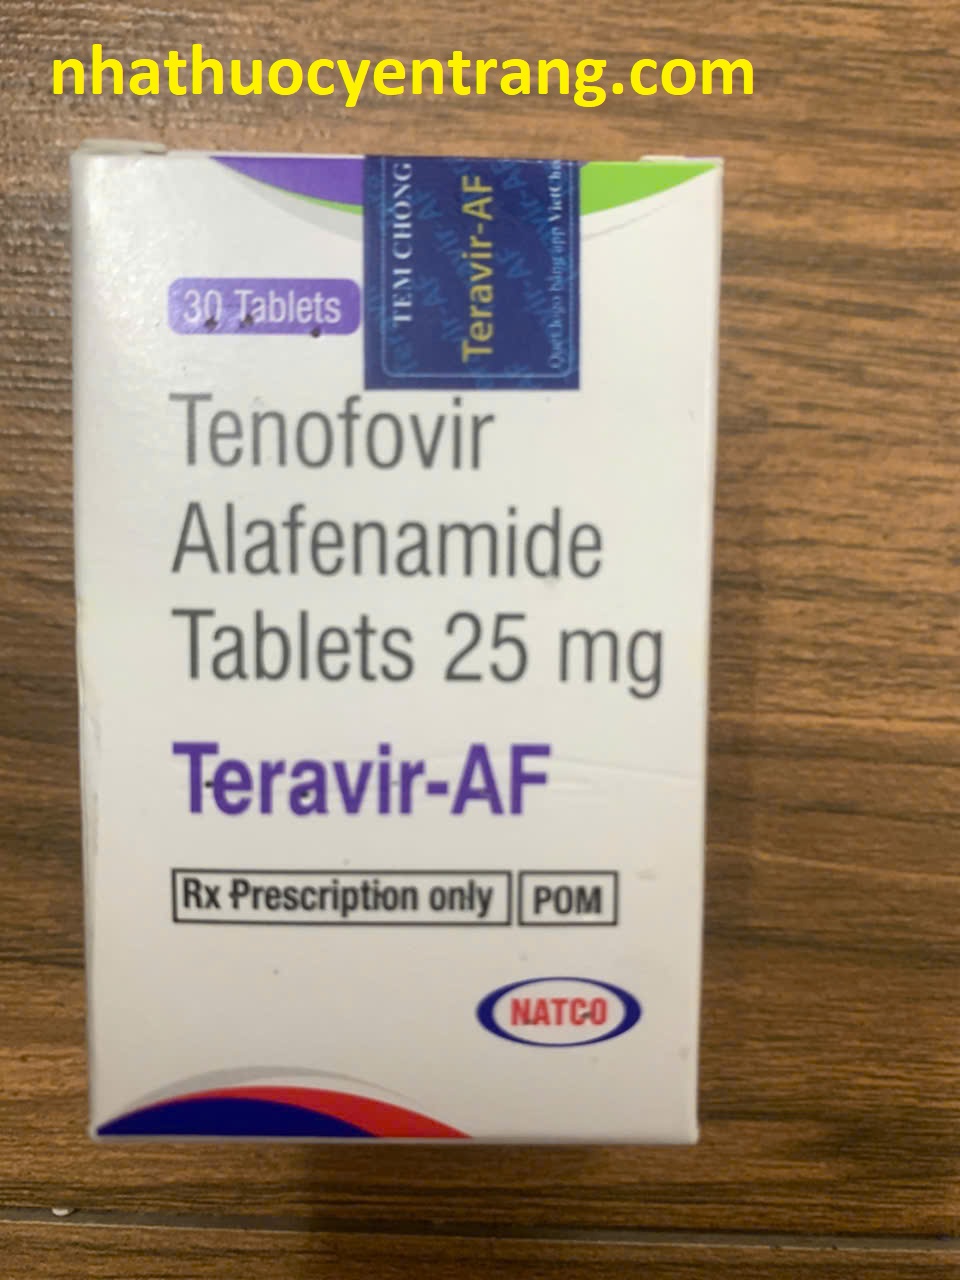 nhathuocyentrang.com
TEM CHỐNG
Teravir-AF
30 Tablets
Tenofovir
Alafenamide
Tablets 25 mg
Teravir-AF
Rx Prescription only
POM
NATCO